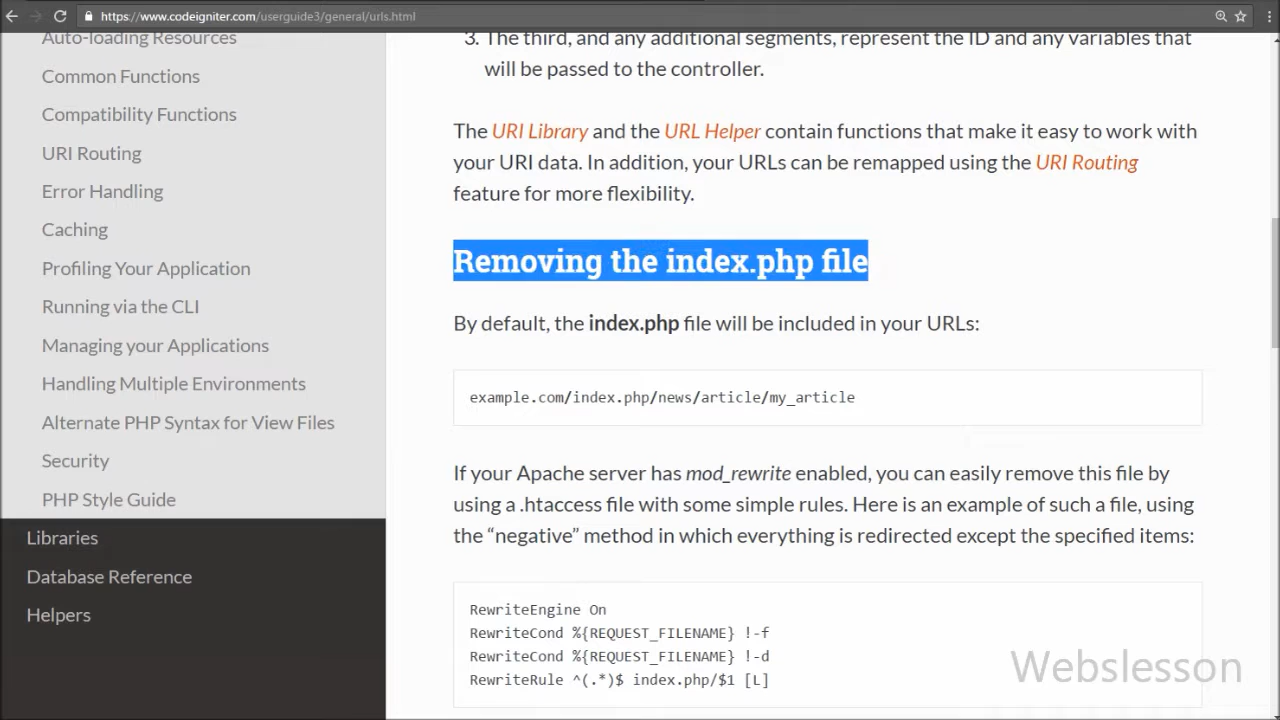 https://www.codeigniter.com/userguide3/general/urls.html
Auto-loading Resources
Common Functions
Compatibility Functions
URI Routing
Error Handling
Caching
Profiling Your Application
Running via the CLI
Managing your Applications
Handling Multiple Environments
Alternate PHP Syntax for View Files
Security
PHP Style Guide
Libraries
Database Reference
Helpers
3. The third, and any additional segments, represent the ID and any variables that
will be passed to the controller.
The URI Library and the URL Helper contain functions that make it easy to work with
your URI data. In addition, your URLs can be remapped using the URI Routing
feature for more flexibility.
Removing the index.php file
By default, the index.php file will be included in your URLs:
example.com/index.php/news/article/my_article
If your Apache server has mod_rewrite enabled, you can easily remove this file by
using a .htaccess file with some simple rules. Here is an example of such a file, using
the “negative” method in which everything is redirected except the specified items:
RewriteEngine On
RewriteCond %{REQUEST_FILENAME} !-f
RewriteCond %{REQUEST_FILENAME} !-d
RewriteRule ^(.*)$ index.php/$1 [L]
Webslesson